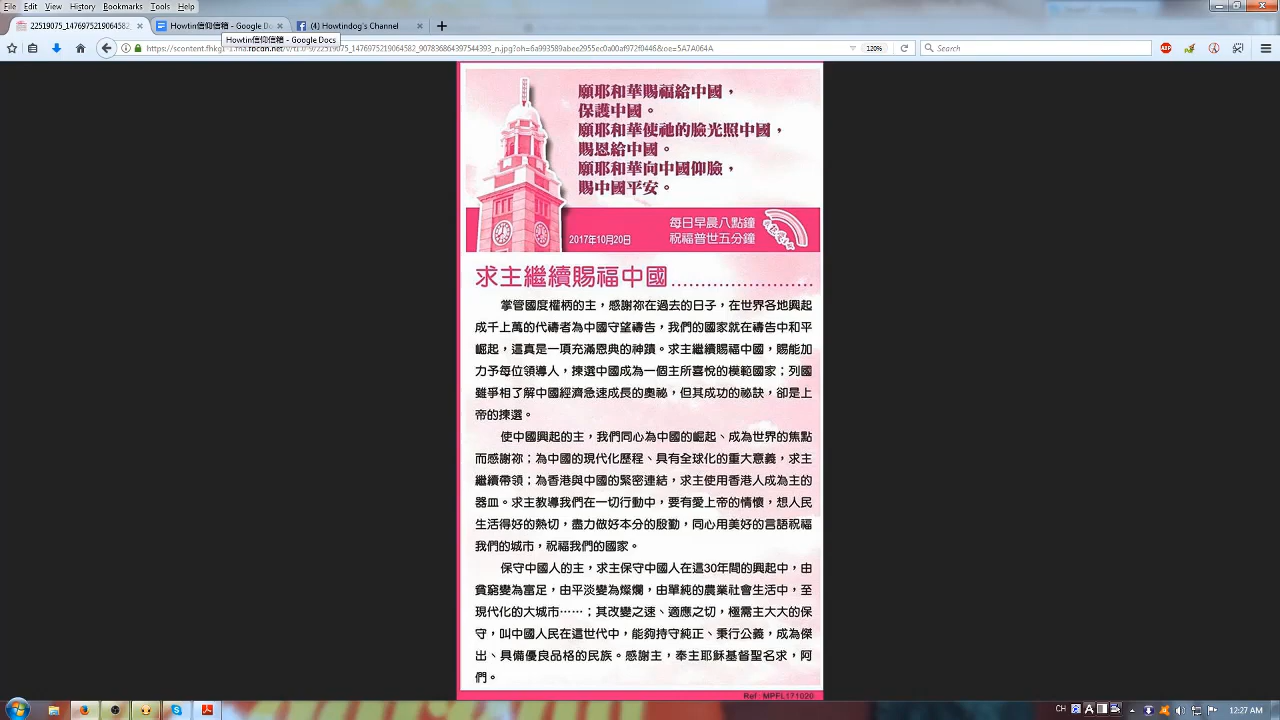 File Edit View History Bookmarks Tools Help
22519075_1476975219064582_
Howtin信仰信箱 - Google Do
(4) Howtindog's Channel
Howtin信仰信箱 - Google Docs
120%
Search
願耶和華賜福給中國，
保護中國。
願耶和華使祂的臉光照中國，
賜恩給中國。
願耶和華向中國仰臉，
賜中國平安。
每日早晨八點鐘
2017年10月20日
祝福普世五分鐘
求主繼續賜福中國........................
掌管國度權柄的主，感謝祢在過去的日子，在世界各地興起
成千上萬的代禱者為中國守望禱告，我們的國家就在禱告中和平
崛起，這真是一項充滿恩典的神蹟。求主繼續賜福中國，賜能加
力予每位領導人，揀選中國成為一個主所喜悅的模範國家；列國
雖爭相了解中國經濟急速成長的奧祕，但其成功的祕訣，卻是上
帝的揀選。
使中國興起的主，我們同心為中國的崛起、成為世界的焦點
而感謝祢；為中國的現代化歷程、具有全球化的重大意義，求主
繼續帶領；為香港與中國的緊密連結，求主使用香港人成為主的
器皿。求主教導我們在一切行動中，要有愛上帝的情懷，想人民
生活得好的熱切，盡力做好本分的殷勤，同心用美好的言語祝福
我們的城市，祝福我們的國家。
保守中國人的主，求主保守中國人在這30年間的興起中，由
貧窮變為富足，由平淡變為燦爛，由單純的農業社會生活中，至
現代化的大城市……；其改變之速、適應之切，極需主大大的保
守，叫中國人民在這世代中，能夠持守純正、秉行公義，成為傑
出、具備優良品格的民族。感謝主，奉主耶穌基督聖名求，阿
們。
Ref : MPFL171020
CH
12:27 AM